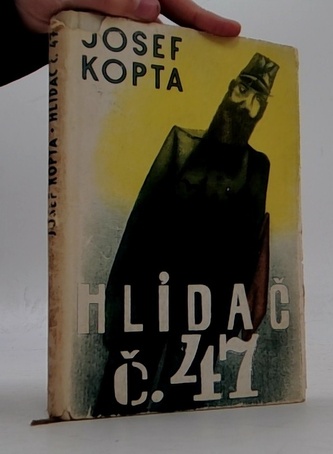 JOSEF
KOPTA
HLÍDAČ
č. 47
JOSEF KOPTA • HLÍDAČ č. 47